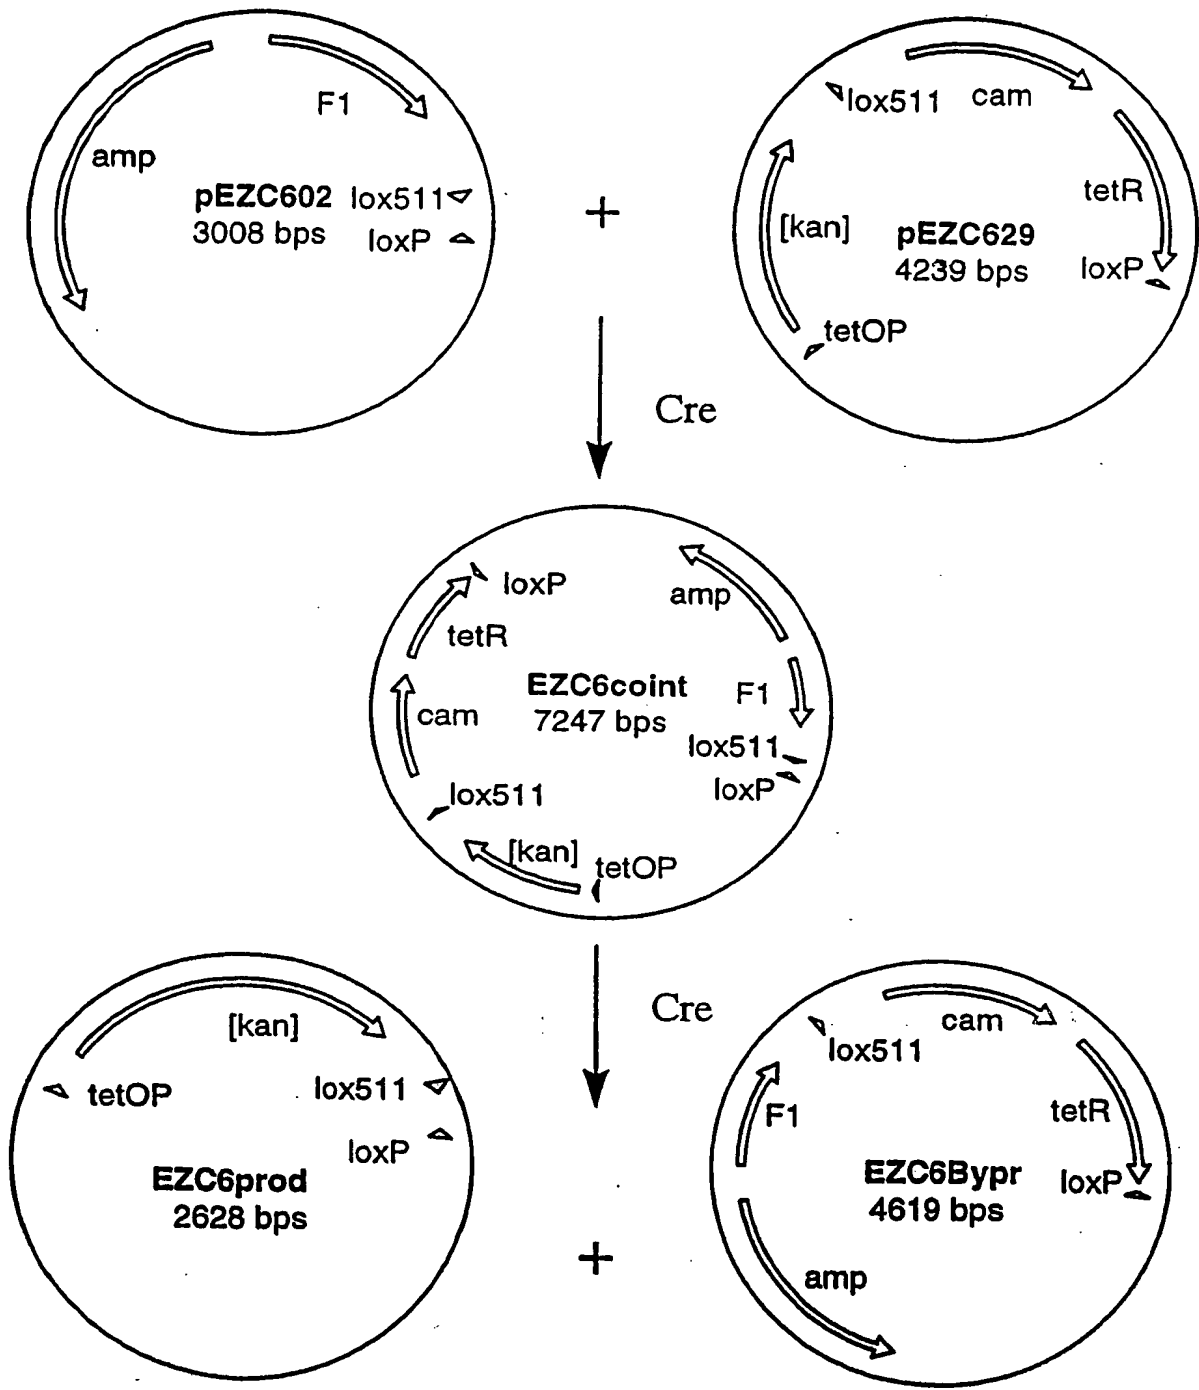 F1
amp
pEZC602
3008 bps
lox511
loxP
+
lox511
cam
tetR
[kan]
pEZC629
4239 bps
loxP
tetOP
Cre
loxP
amp
tetR
EZC6coint
7247 bps
F1
cam
lox511
loxP
lox511
[kan]
tetOP
Cre
[kan]
tetOP
lox511
loxP
EZC6prod
2628 bps
+
cam
lox511
F1
tetR
EZC6Bypr
4619 bps
loxP
amp